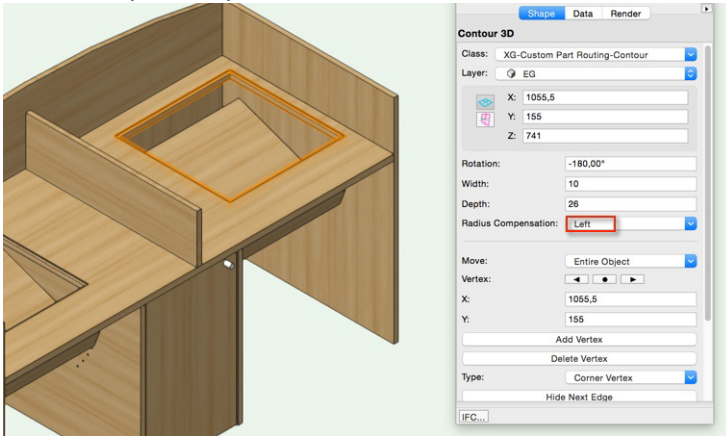 Shape Data Render
Contour 3D
Class: XG-Custom Part Routing-Contour
Layer: EG
X: 1055,5
Y: 155
Z: 741
Rotation: -180,00°
Width: 10
Depth: 26
Radius Compensation: Left
Move: Entire Object
Vertex:
X: 1055,5
Y: 155
Add Vertex
Delete Vertex
Type: Corner Vertex
Hide Next Edge
IFC...